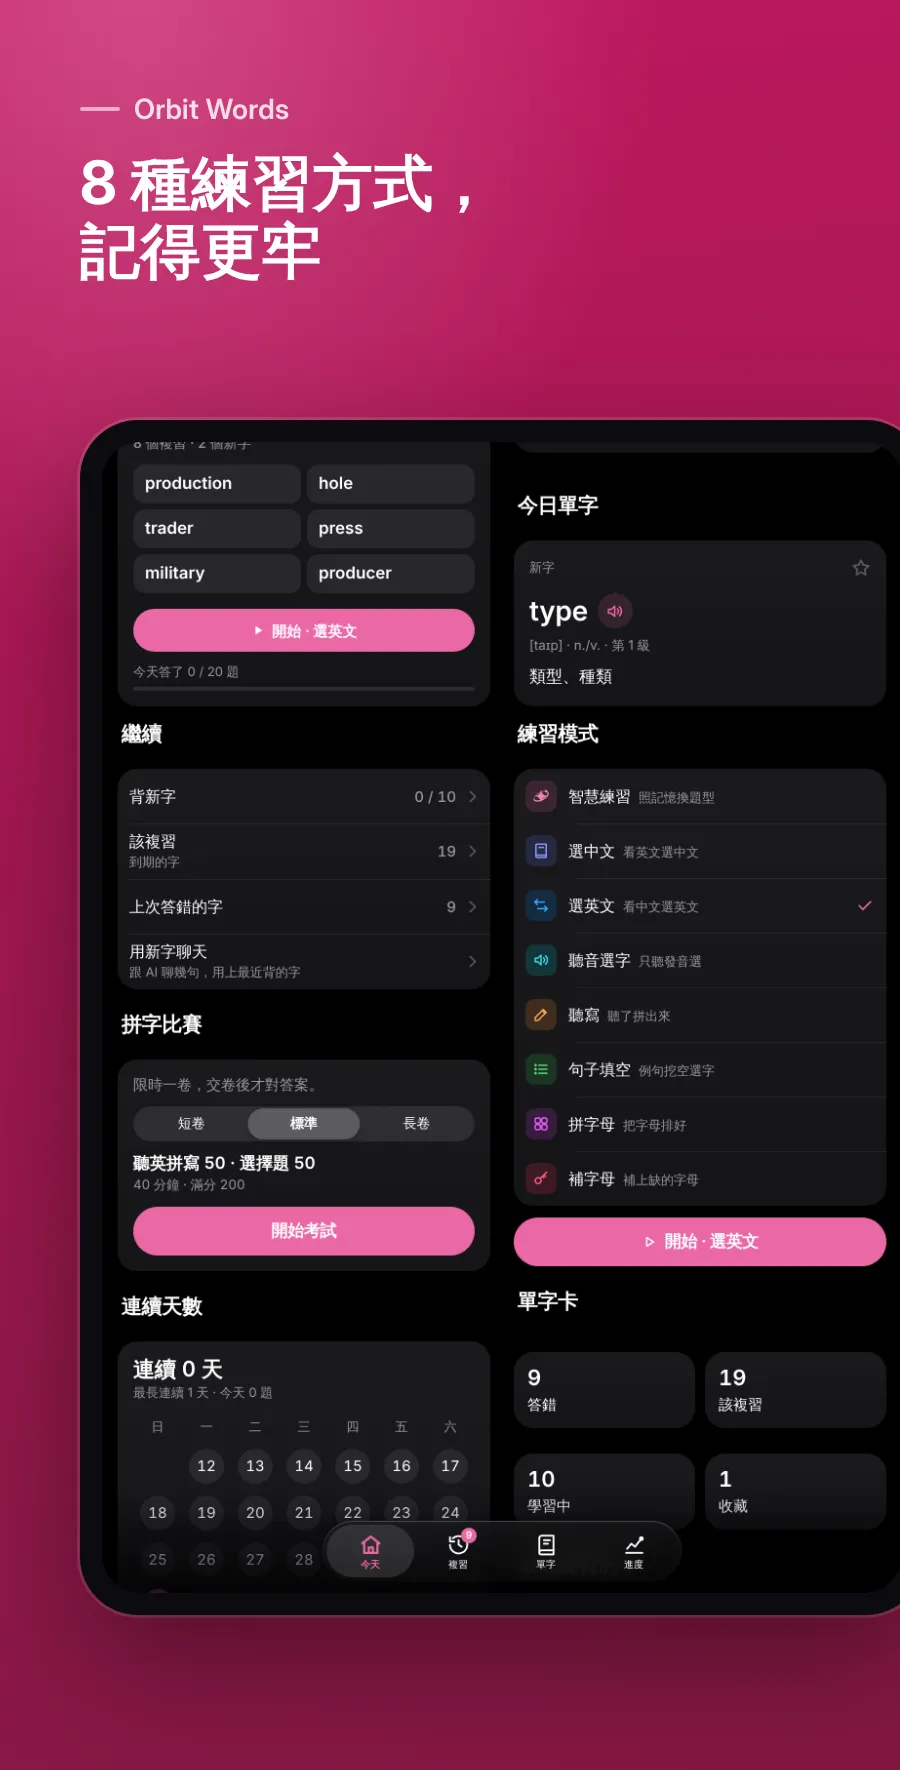 Orbit Words
8 種練習方式，
記得更牢
8 個複習 · 2 個新字
production
hole
trader
press
military
producer
開始 · 選英文
今天答了 0 / 20 題
繼續
背新字
0 / 10
該複習
到期的字
19
上次答錯的字
9
用新字聊天
跟 AI 聊幾句，用上最近背的字
拼字比賽
限時一卷，交卷後才對答案。
短卷
標準
長卷
聽英拼寫 50 · 選擇題 50
40 分鐘 · 滿分 200
開始考試
連續天數
連續 0 天
最長連續 1 天 · 今天 0 題
日 一 二 三 四 五 六
12 13 14 15 16 17
18 19 20 21 22 23 24
25 26 27 28
今日單字
新字
type
[taɪp] · n./v. · 第 1 級
類型、種類
練習模式
智慧練習 照記憶換題型
選中文 看英文選中文
選英文 看中文選英文
聽音選字 只聽發音選
聽寫 聽了拼出來
句子填空 例句挖空選字
拼字母 把字母排好
補字母 補上缺的字母
開始 · 選英文
單字卡
9
答錯
19
該複習
10
學習中
1
收藏
今天
9
複習
單字
進度